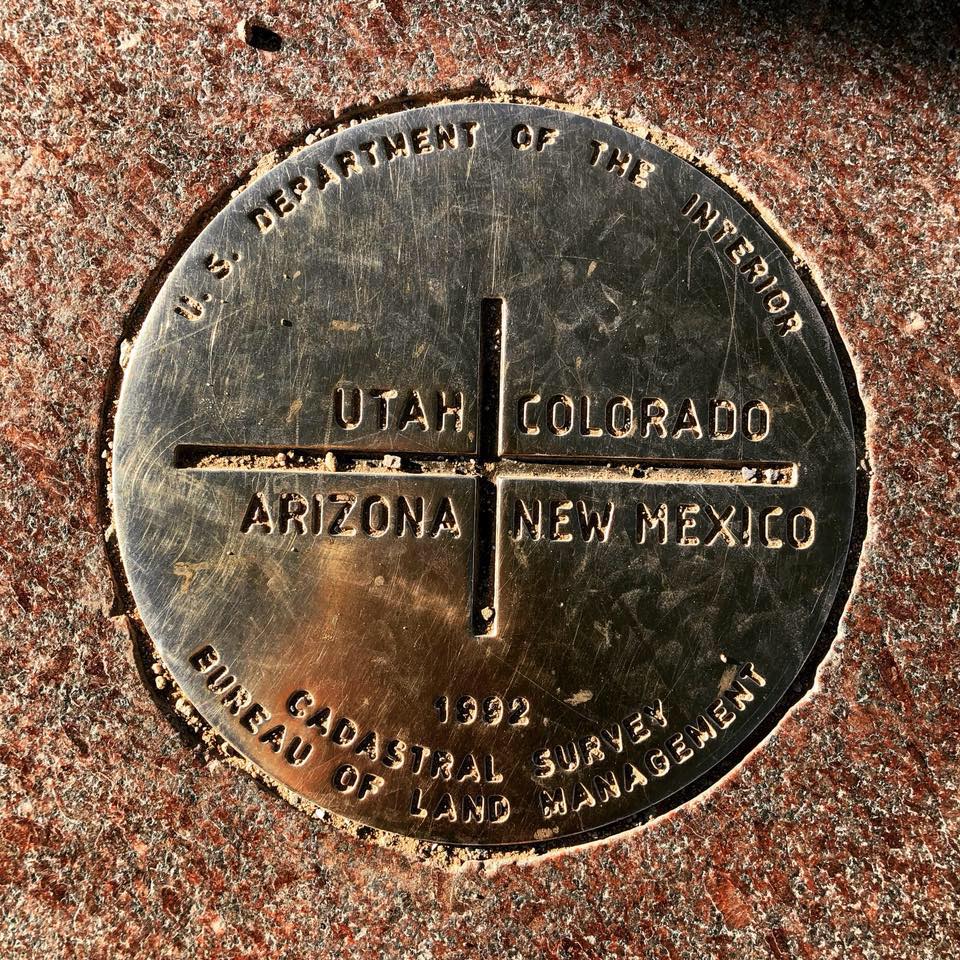 U. S. DEPARTMENT OF THE INTERIOR
UTAH COLORADO
ARIZONA NEW MEXICO
1992
CADASTRAL SURVEY
BUREAU OF LAND MANAGEMENT